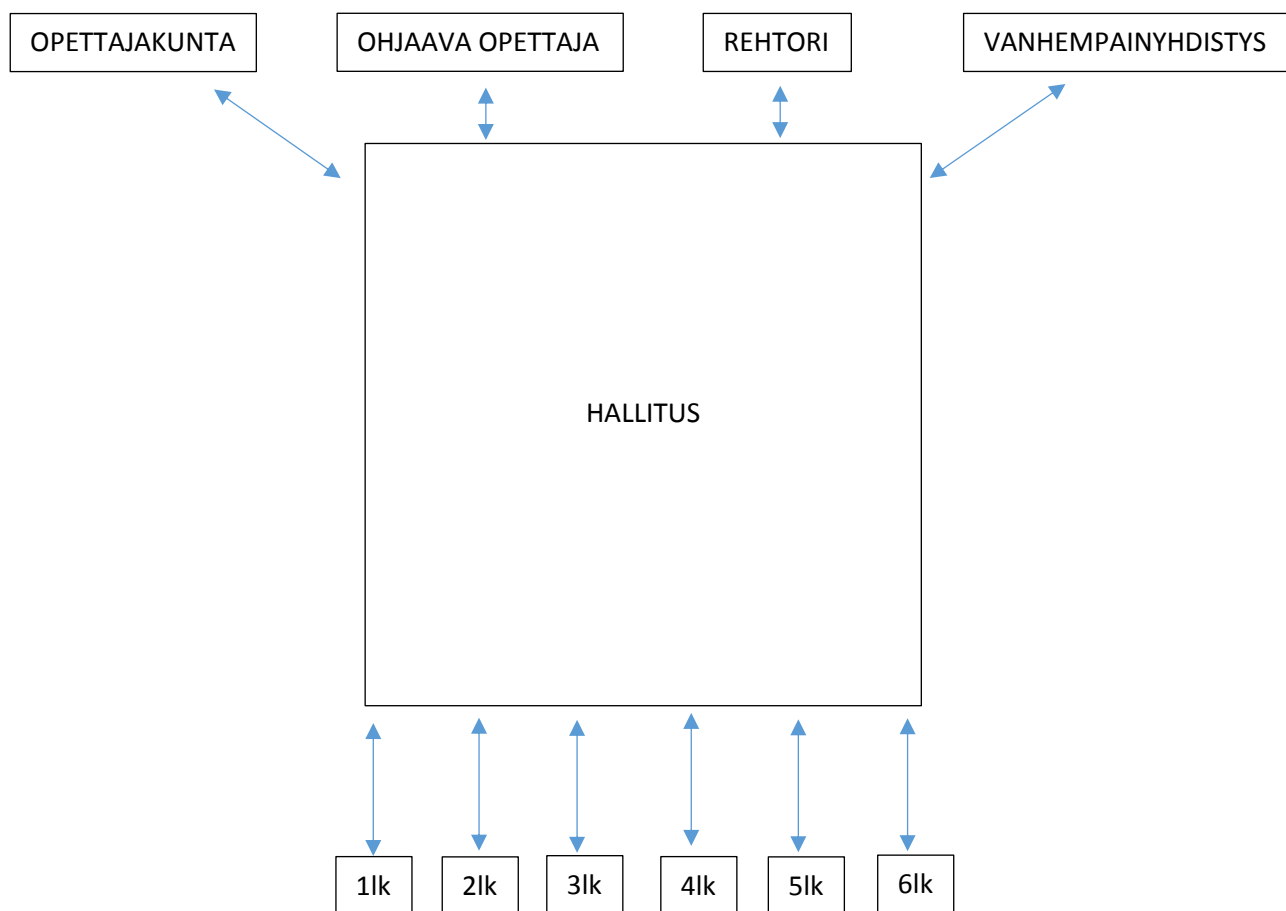 OPETTAJAKUNTA
OHJAAVA OPETTAJA
REHTORI
VANHEMPAINYHDISTYS
HALLITUS
1lk
2lk
3lk
4lk
5lk
6lk